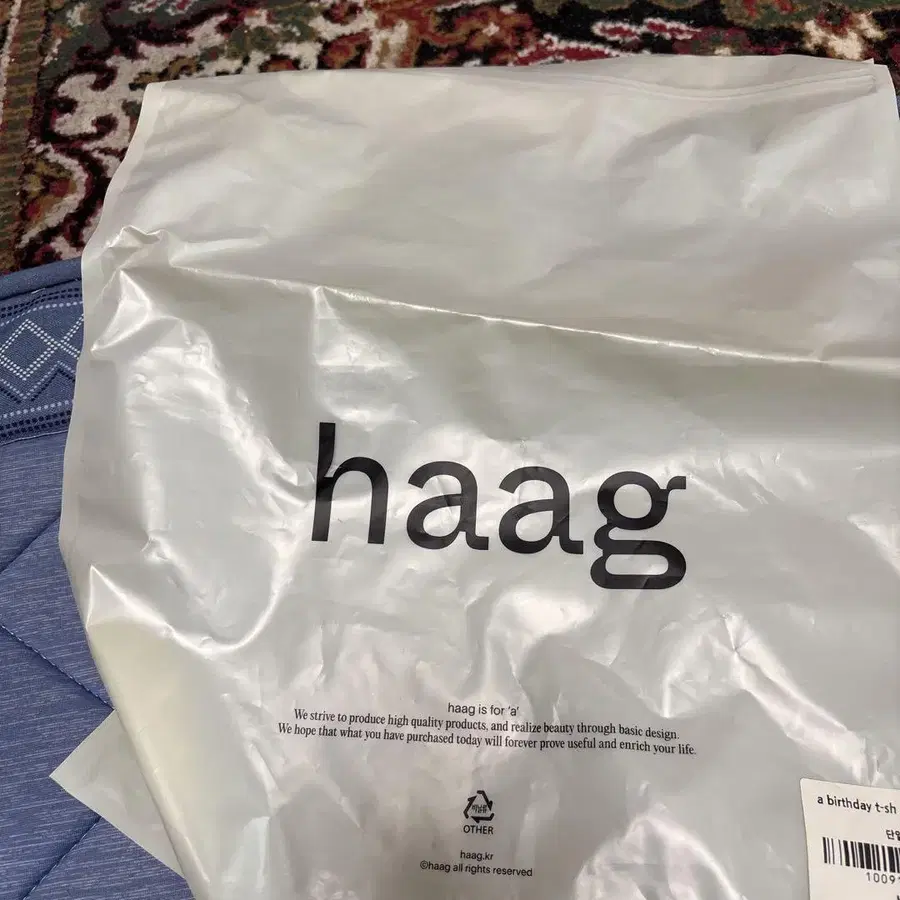 haag
haag is for 'a'
We strive to produce high quality products, and realize beauty through basic design.
We hope that what you have purchased today will forever prove useful and enrich your life.
OTHER
haag.kr
©haag all rights reserved
a birthday t-sh
1009